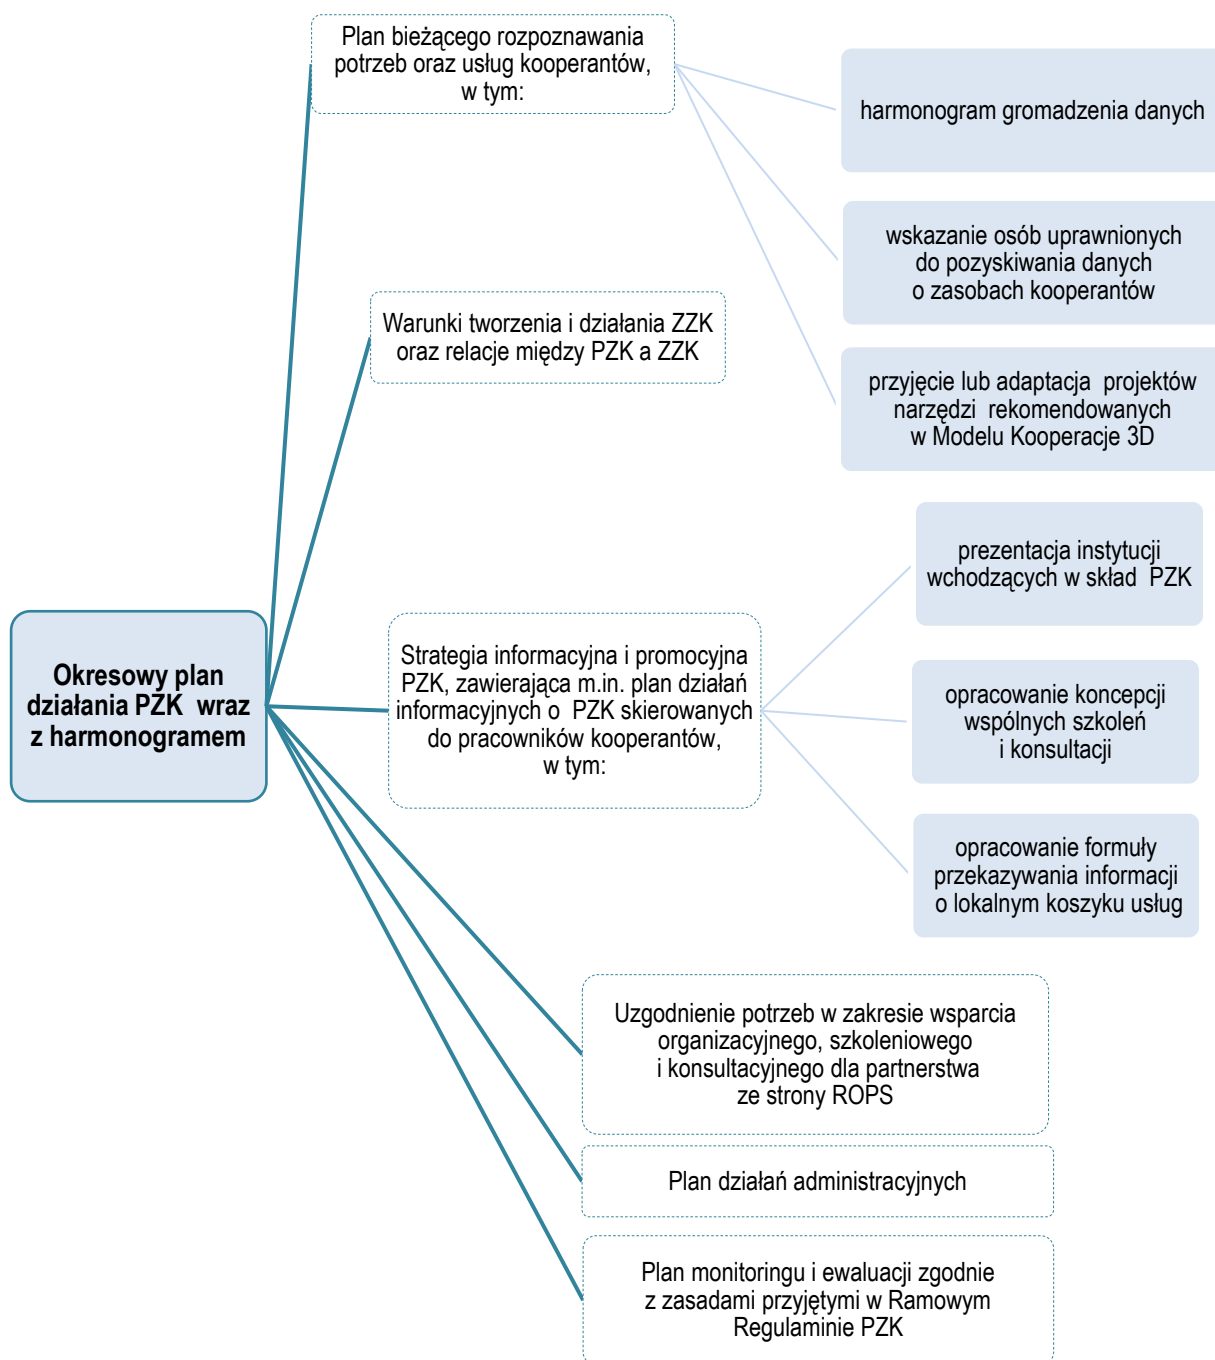 Plan bieżącego rozpoznawania
potrzeb oraz usług kooperantów,
w tym:
harmonogram gromadzenia danych
wskazanie osób uprawnionych
do pozyskiwania danych
o zasobach kooperantów
przyjęcie lub adaptacja projektów
narzędzi rekomendowanych
w Modelu Kooperacje 3D
Warunki tworzenia i działania ZZK
oraz relacje między PZK a ZZK
Okresowy plan
działania PZK wraz
z harmonogramem
Strategia informacyjna i promocyjna
PZK, zawierająca m.in. plan działań
informacyjnych o PZK skierowanych
do pracowników kooperantów,
w tym:
prezentacja instytucji
wchodzących w skład PZK
opracowanie koncepcji
wspólnych szkoleń
i konsultacji
opracowanie formuły
przekazywania informacji
o lokalnym koszyku usług
Uzgodnienie potrzeb w zakresie wsparcia
organizacyjnego, szkoleniowego
i konsultacyjnego dla partnerstwa
ze strony ROPS
Plan działań administracyjnych
Plan monitoringu i ewaluacji zgodnie
z zasadami przyjętymi w Ramowym
Regulaminie PZK